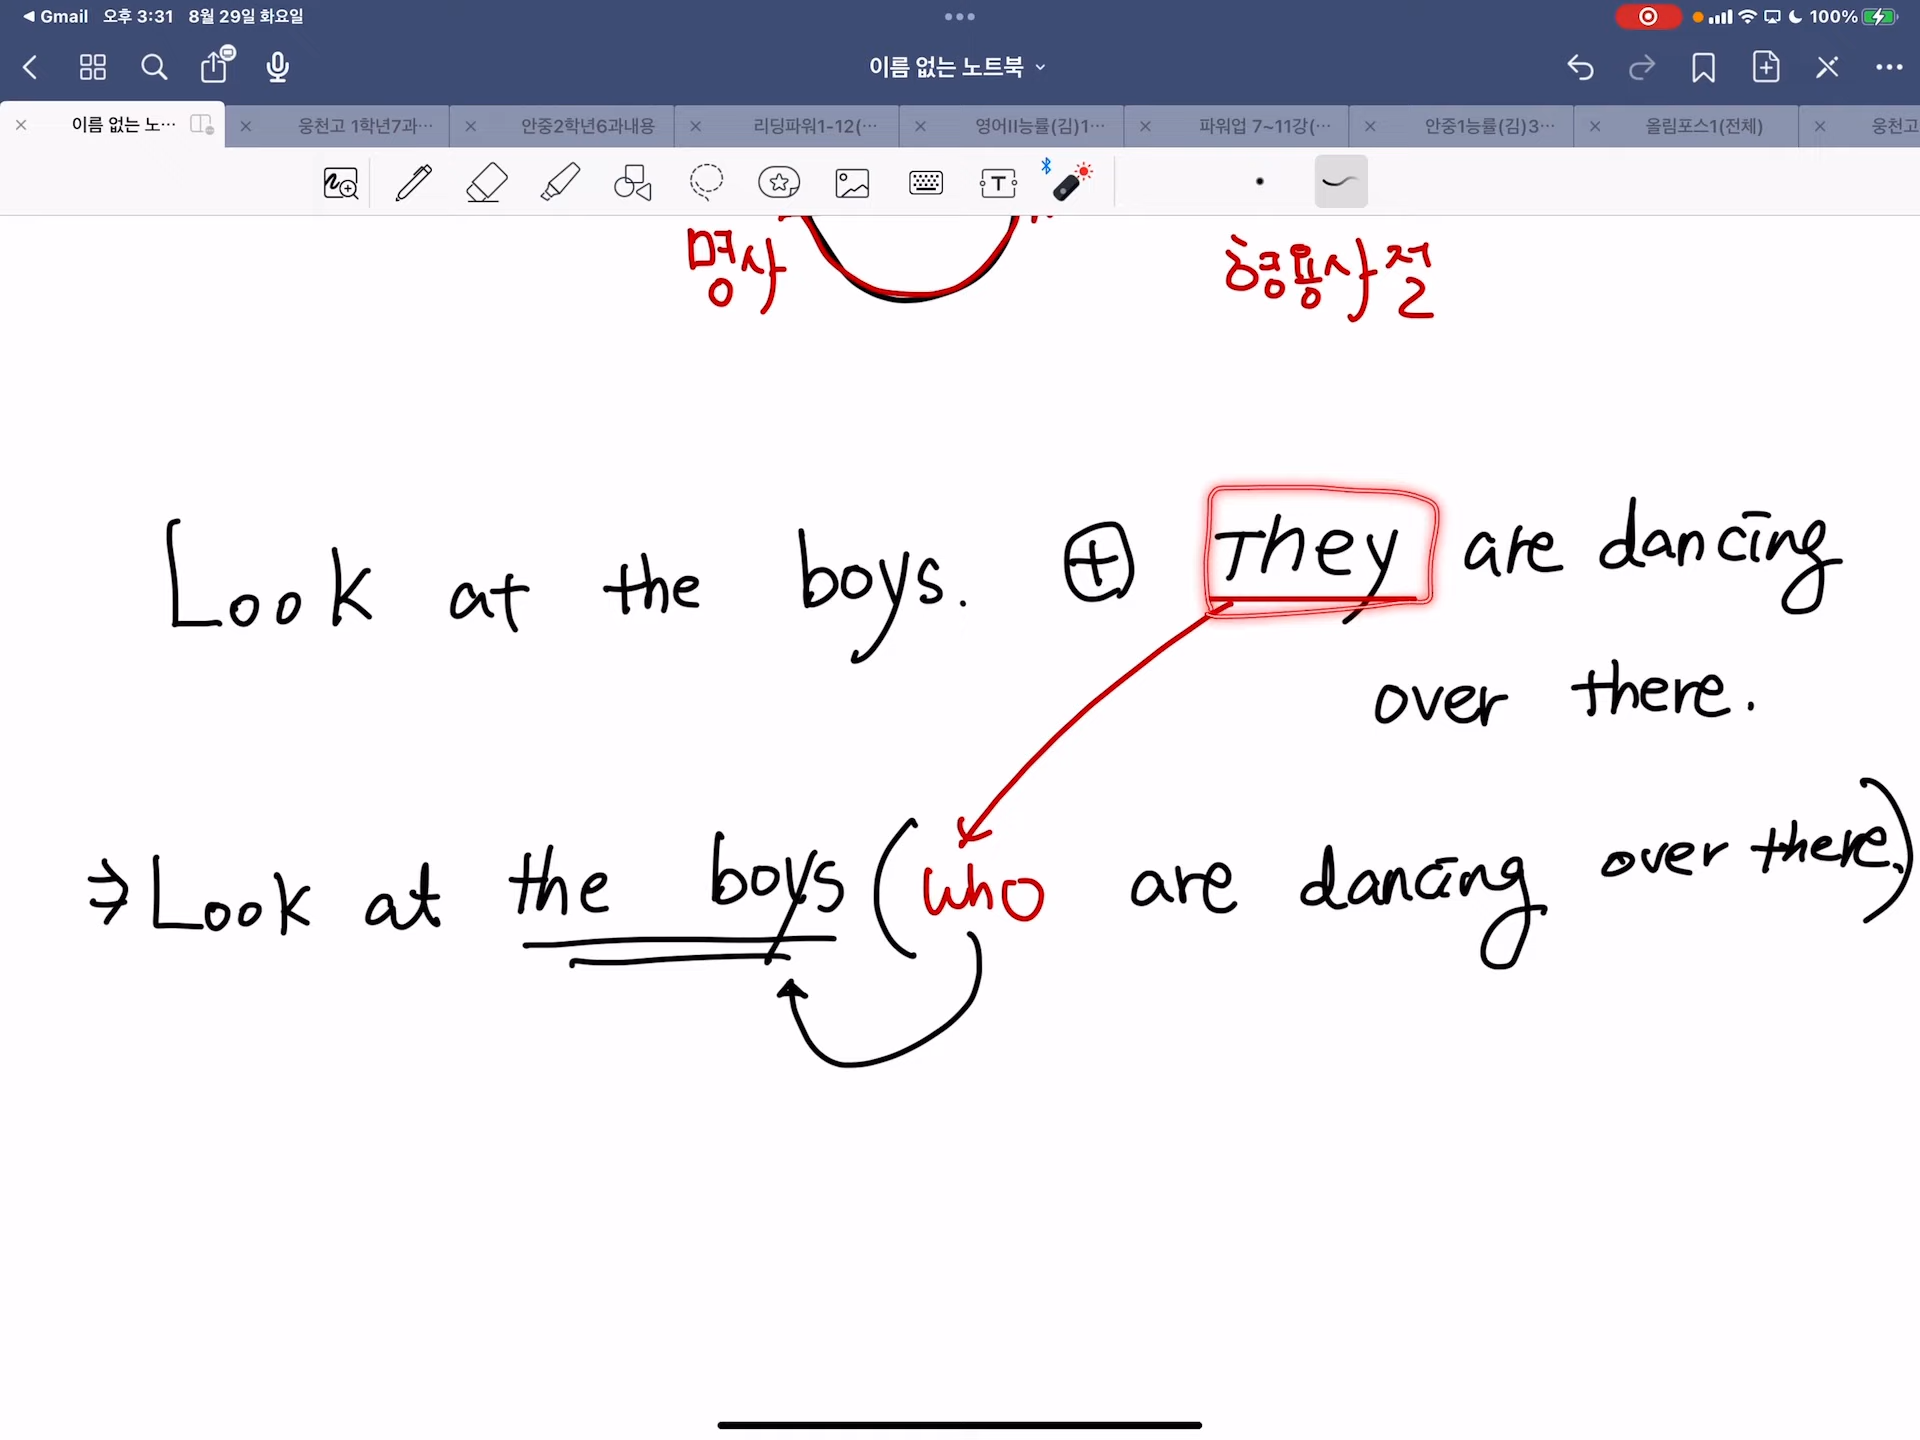 ◀ Gmail 오후 3:31 8월 29일 화요일 100%
이름 없는 노트북
이름 없는 노… 웅천고 1학년7과… 안중2학년6과내용 리딩파워1-12(… 영어II능률(김)1… 파워업 7~11강(… 안중1능률(김)3… 올림포스1(전체) 웅천고
T
명사 형용사절
Look at the boys. + They are dancing
over there.
⇒ Look at the boys (who are dancing over there.)